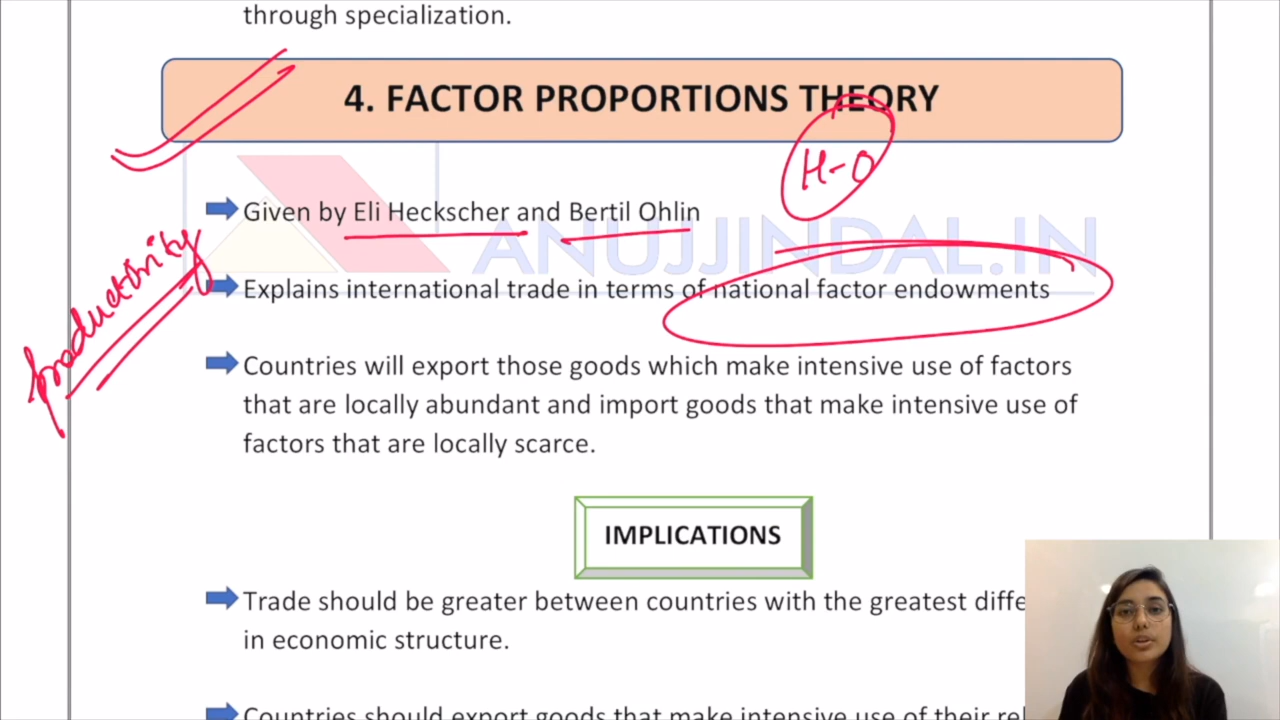 through specialization.
4. FACTOR PROPORTIONS THEORY
H-O
Given by Eli Heckscher and Bertil Ohlin
ANUJJINDAL.IN
productivity
Explains international trade in terms of national factor endowments
Countries will export those goods which make intensive use of factors
that are locally abundant and import goods that make intensive use of
factors that are locally scarce.
IMPLICATIONS
Trade should be greater between countries with the greatest diffe
in economic structure.
Countries should export goods that make intensive use of their rel